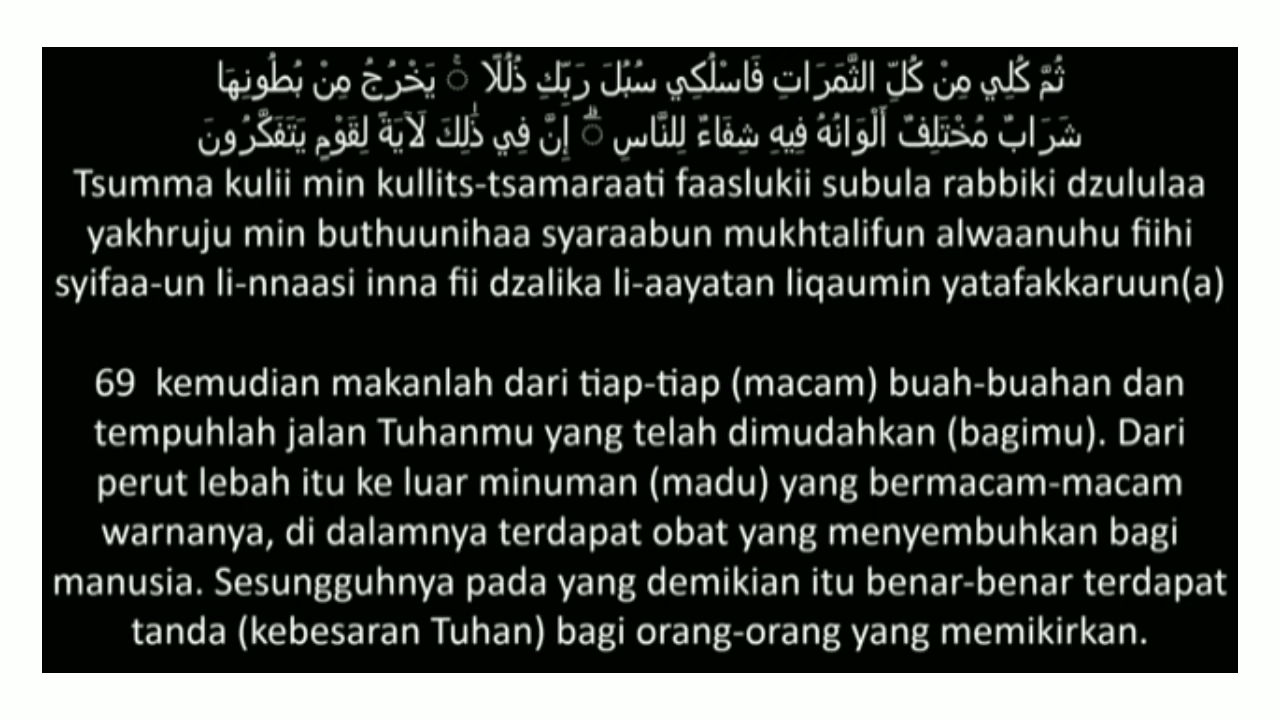 ثُمَّ كُلِي مِنْ كُلِّ الثَّمَرَاتِ فَاسْلُكِي سُبُلَ رَبِّكِ ذُلُلًا ۚ يَخْرُجُ مِنْ بُطُونِهَا
شَرَابٌ مُخْتَلِفٌ أَلْوَانُهُ فِيهِ شِفَاءٌ لِلنَّاسِ ۗ إِنَّ فِي ذَٰلِكَ لَآيَةً لِقَوْمٍ يَتَفَكَّرُونَ
Tsumma kulii min kullits-tsamaraati faaslukii subula rabbiki dzululaa
yakhruju min buthuunihaa syaraabun mukhtalifun alwaanuhu fiihi
syifaa-un li-nnaasi inna fii dzalika li-aayatan liqaumin yatafakkaruun(a)
69 kemudian makanlah dari tiap-tiap (macam) buah-buahan dan
tempuhlah jalan Tuhanmu yang telah dimudahkan (bagimu). Dari
perut lebah itu ke luar minuman (madu) yang bermacam-macam
warnanya, di dalamnya terdapat obat yang menyembuhkan bagi
manusia. Sesungguhnya pada yang demikian itu benar-benar terdapat
tanda (kebesaran Tuhan) bagi orang-orang yang memikirkan.